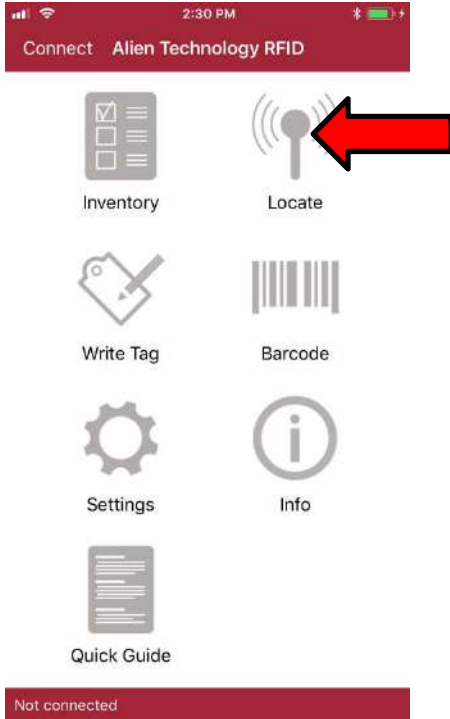 2:30 PM
Connect Alien Technology RFID
Inventory Locate
Write Tag Barcode
Settings Info
Quick Guide
Not connected